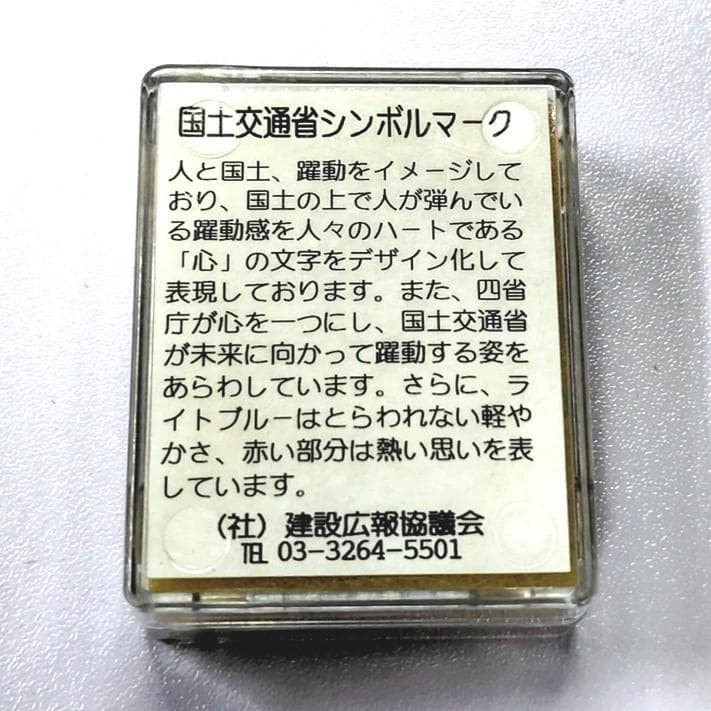 国土交通省シンボルマーク
人と国土、躍動をイメージして
おり、国土の上で人が弾んでい
る躍動感を人々のハートである
「心」の文字をデザイン化して
表現しております。また、四省
庁が心を一つにし、国土交通省
が未来に向かって躍動する姿を
あらわしています。さらに、ラ
イトブルーはとらわれない軽や
かさ、赤い部分は熱い思いを表
しています。
（社）建設広報協議会
℡ 03-3264-5501